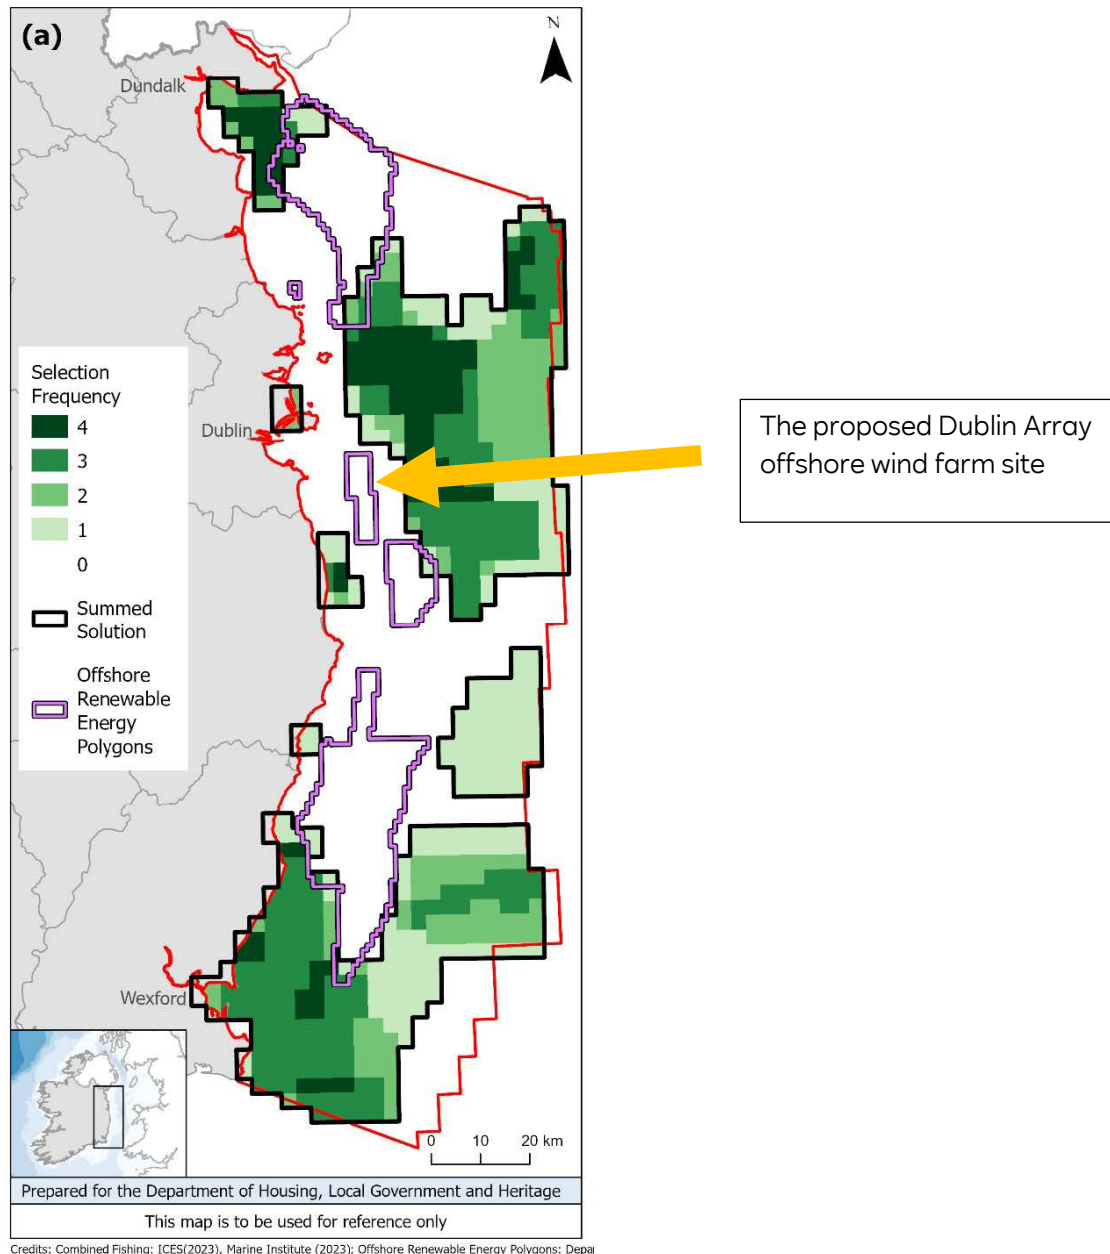 (a)
N
Dundalk
Selection
Frequency
4
3
2
1
0
Summed
Solution
Offshore
Renewable
Energy
Polygons
Dublin
The proposed Dublin Array
offshore wind farm site
Wexford
0 10 20 km
Prepared for the Department of Housing, Local Government and Heritage
This map is to be used for reference only
Credits: Combined Fishing: ICES(2023), Marine Institute (2023); Offshore Renewable Energy Polygons: Depa